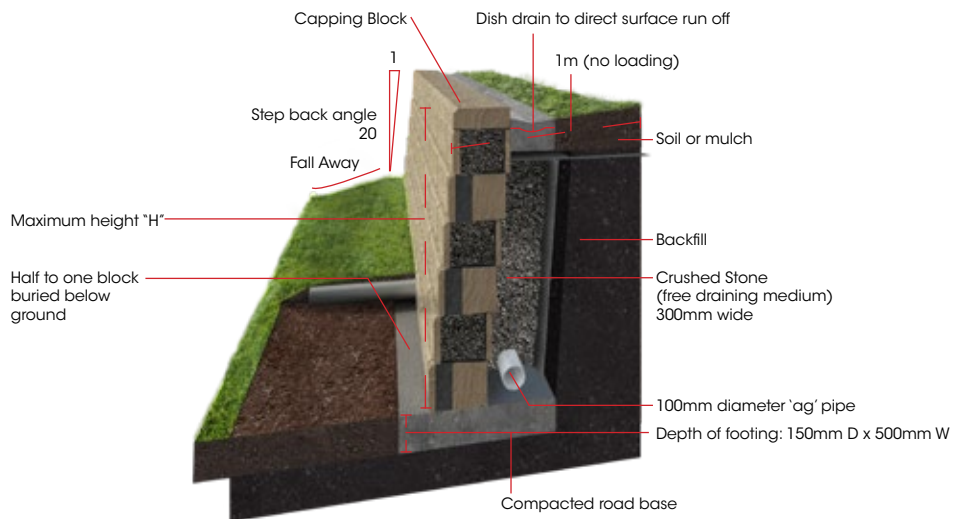 Capping Block
Dish drain to direct surface run off
1
1m (no loading)
Step back angle
20
Soil or mulch
Fall Away
Maximum height "H"
Backfill
Half to one block
buried below
ground
Crushed Stone
(free draining medium)
300mm wide
100mm diameter 'ag' pipe
Depth of footing: 150mm D x 500mm W
Compacted road base